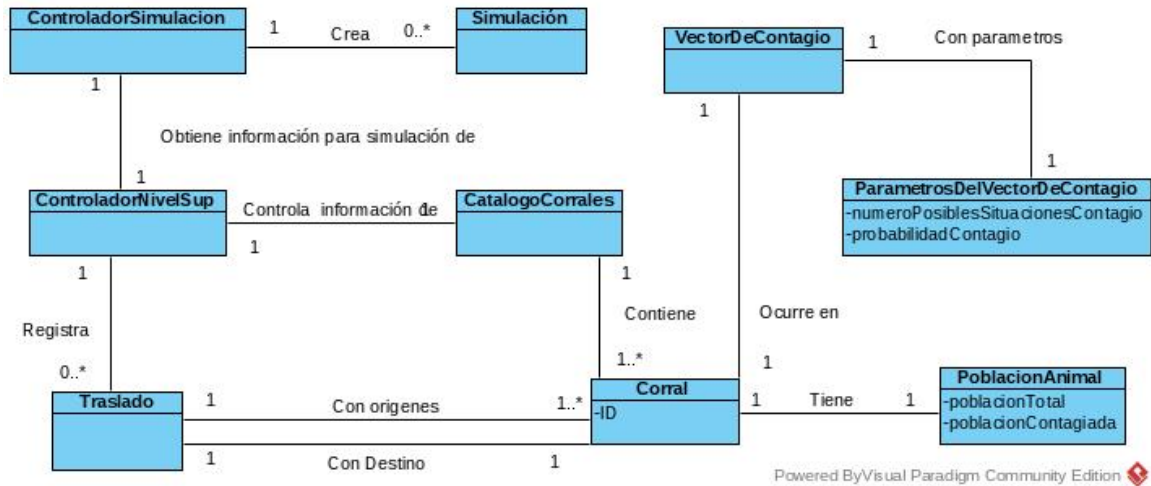 ControladorSimulacion
1
Crea
0..*
Simulación
1
Obtiene información para simulación de
1
ControladorNivelSup
1
Controla información de
1
CatalogoCorrales
1
Registra
0..*
Traslado
1
Contiene
1..*
1
Con origenes
1..*
1
Con Destino
1
Corral
-ID
VectorDeContagio
1
Con parametros
1
ParametrosDelVectorDeContagio
-numeroPosiblesSituacionesContagio
-probabilidadContagio
1
Ocurre en
1
1
Tiene
1
PoblacionAnimal
-poblacionTotal
-poblacionContagiada
Powered ByVisual Paradigm Community Edition